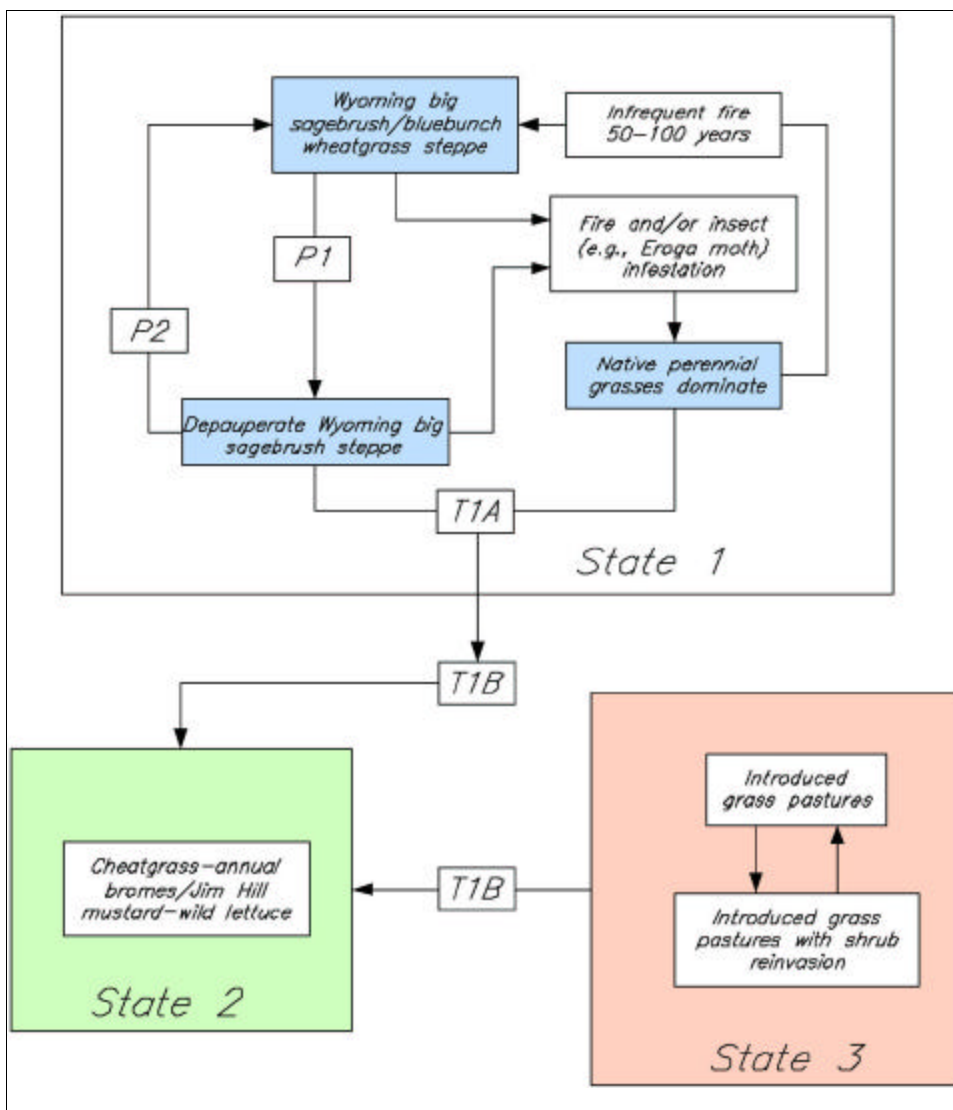 Wyoming big
sagebrush/bluebunch
wheatgrass steppe
Infrequent fire
50-100 years
Fire and/or insect
(e.g., Eroga moth)
infestation
P1
P2
Native perennial
grasses dominate
Depauperate Wyoming big
sagebrush steppe
T1A
State 1
T1B
Introduced
grass pastures
Cheatgrass-annual
bromes/Jim Hill
mustard-wild lettuce
T1B
Introduced grass
pastures with shrub
reinvasion
State 2
State 3